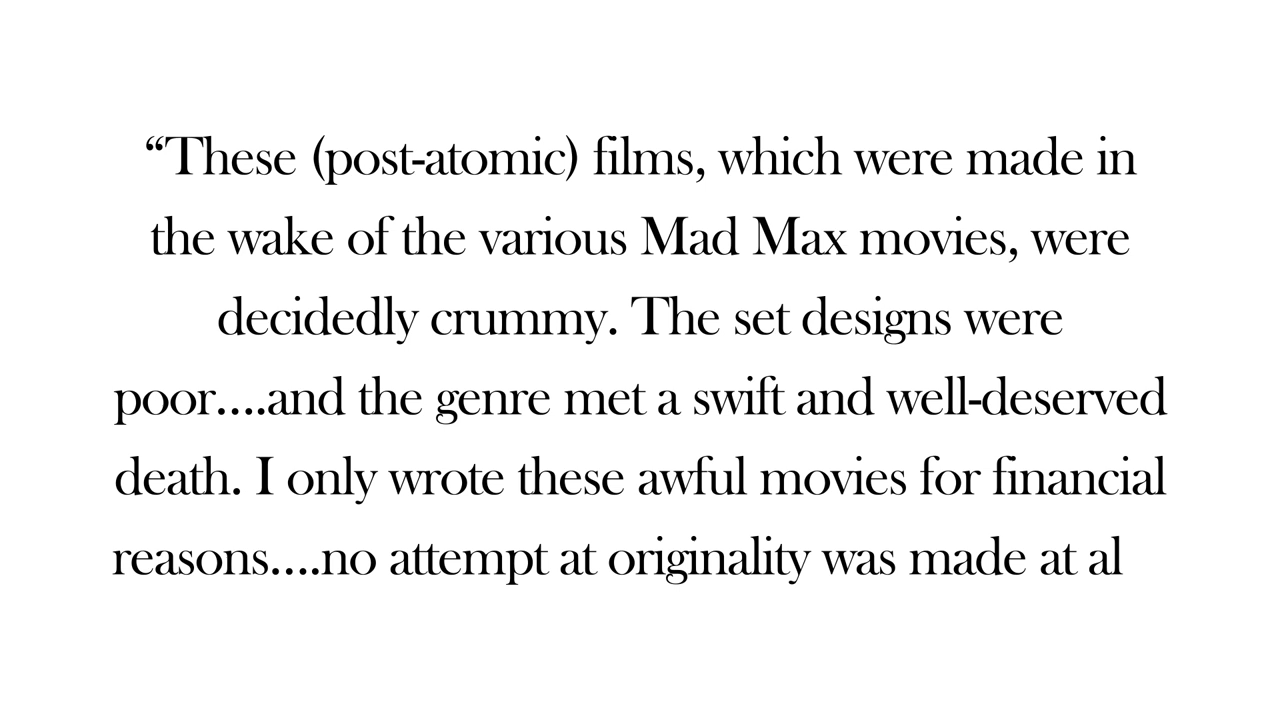 “These (post-atomic) films, which were made in
the wake of the various Mad Max movies, were
decidedly crummy. The set designs were
poor....and the genre met a swift and well-deserved
death. I only wrote these awful movies for financial
reasons....no attempt at originality was made at al